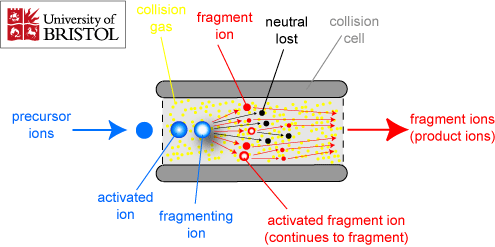 University of
BRISTOL
collision
gas
fragment
ion
neutral
lost
collision
cell
precursor
ions
fragment ions
(product ions)
activated
ion
fragmenting
ion
activated fragment ion
(continues to fragment)